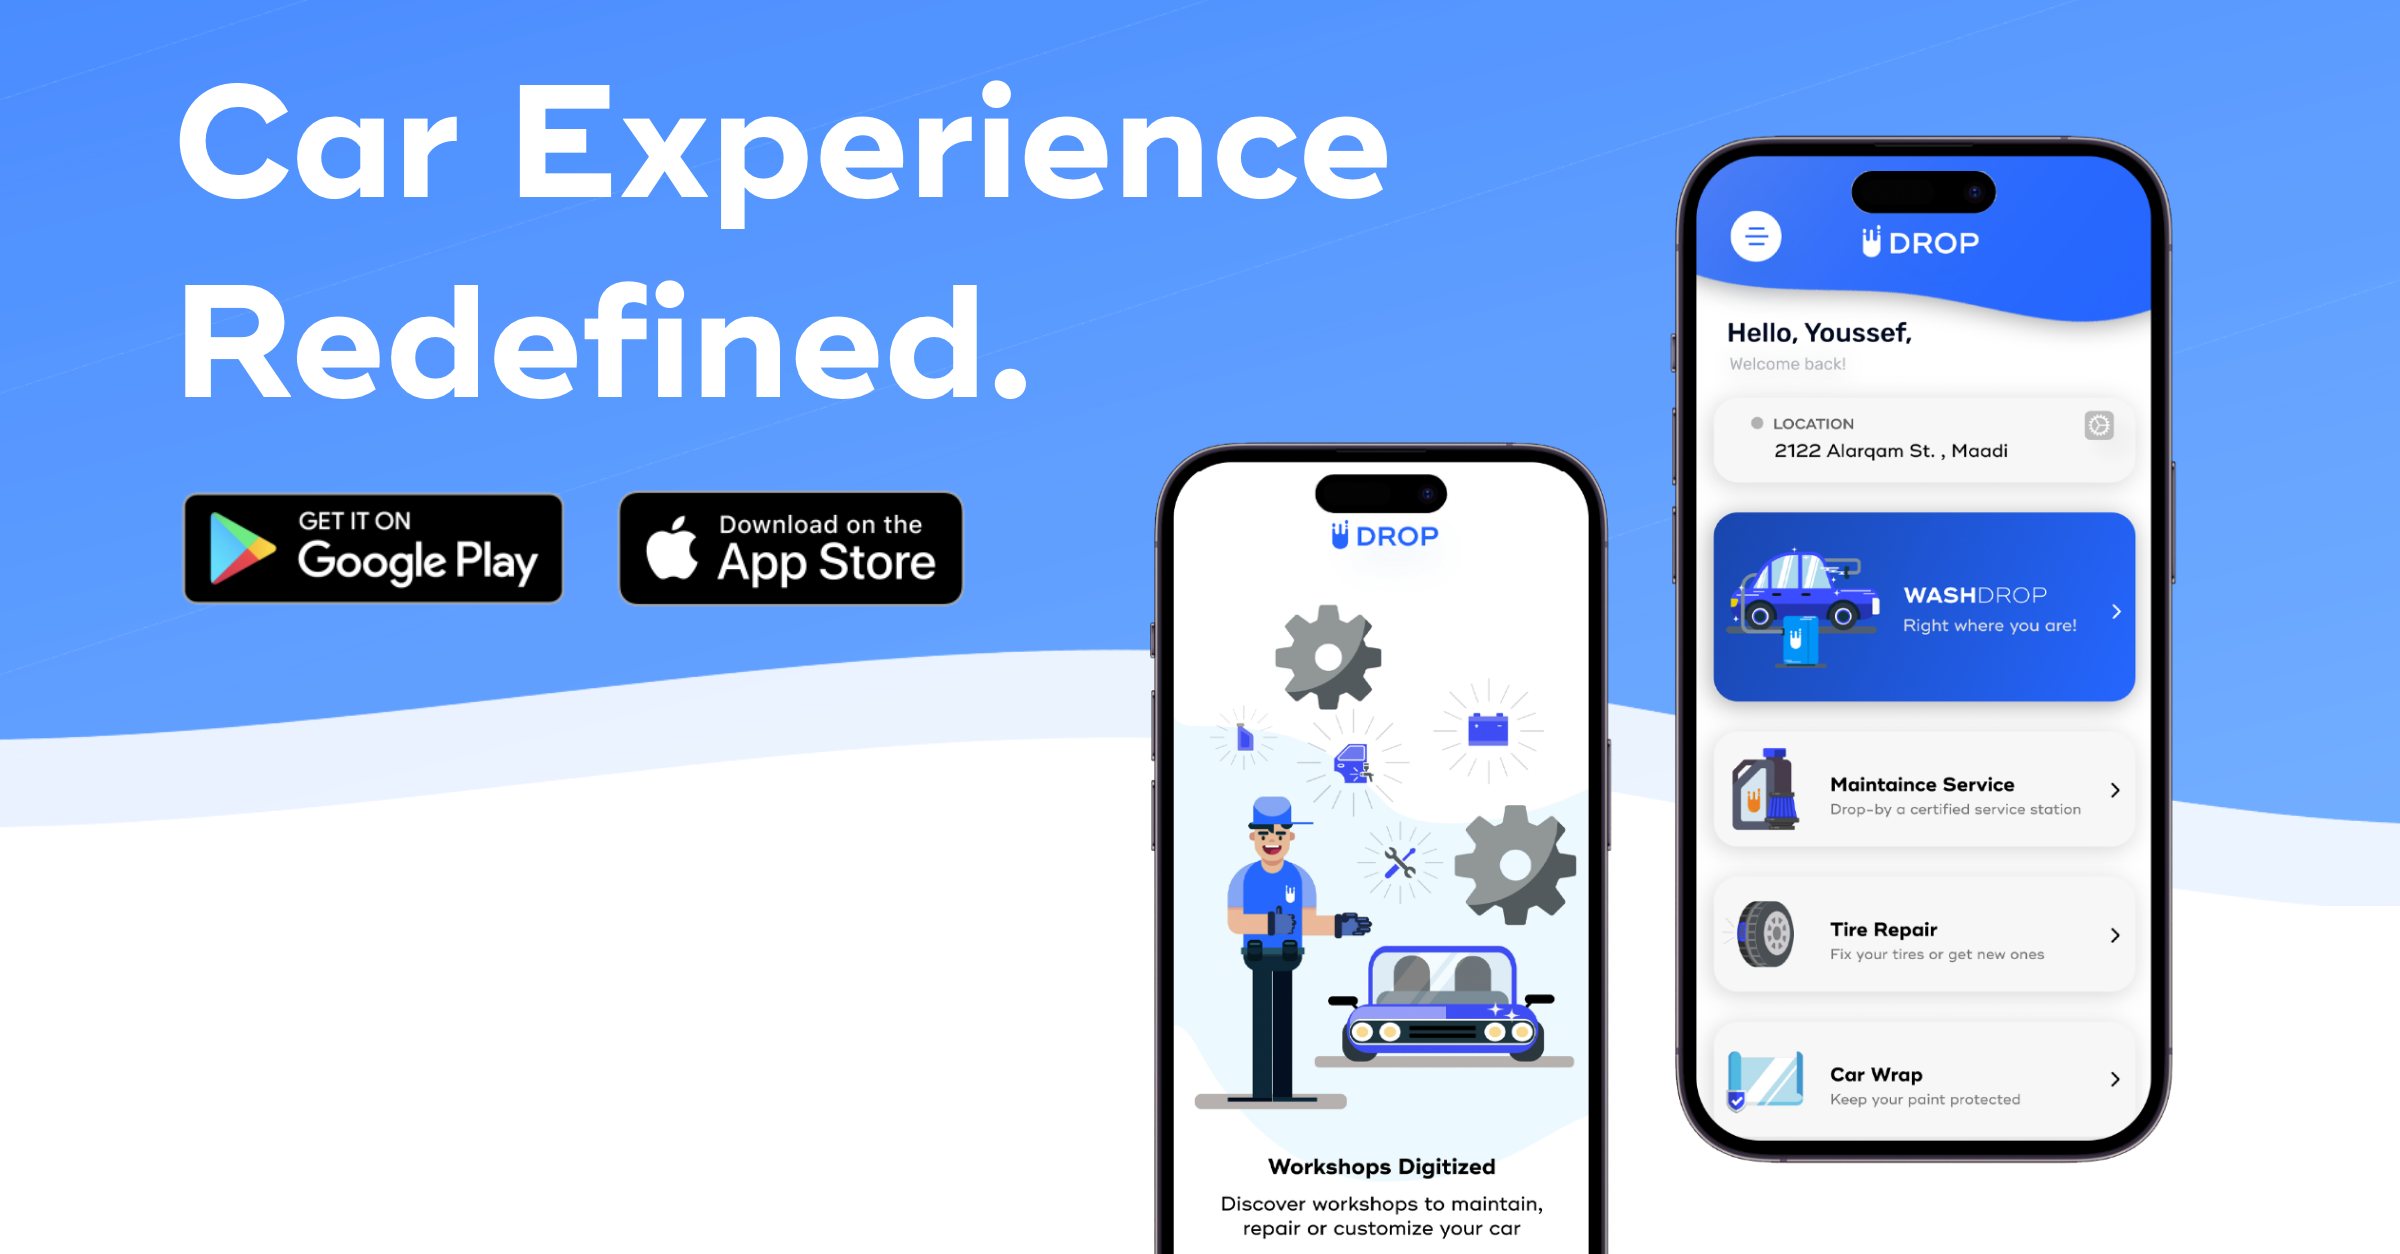 Car Experience
Redefined.
GET IT ON
Google Play
Download on the
App Store
DROP
Workshops Digitized
Discover workshops to maintain,
repair or customize your car
DROP
Hello, Youssef,
Welcome back!
LOCATION
2122 Alarqam St. , Maadi
WASHDROP
Right where you are!
Maintaince Service
Drop-by a certified service station
Tire Repair
Fix your tires or get new ones
Car Wrap
Keep your paint protected